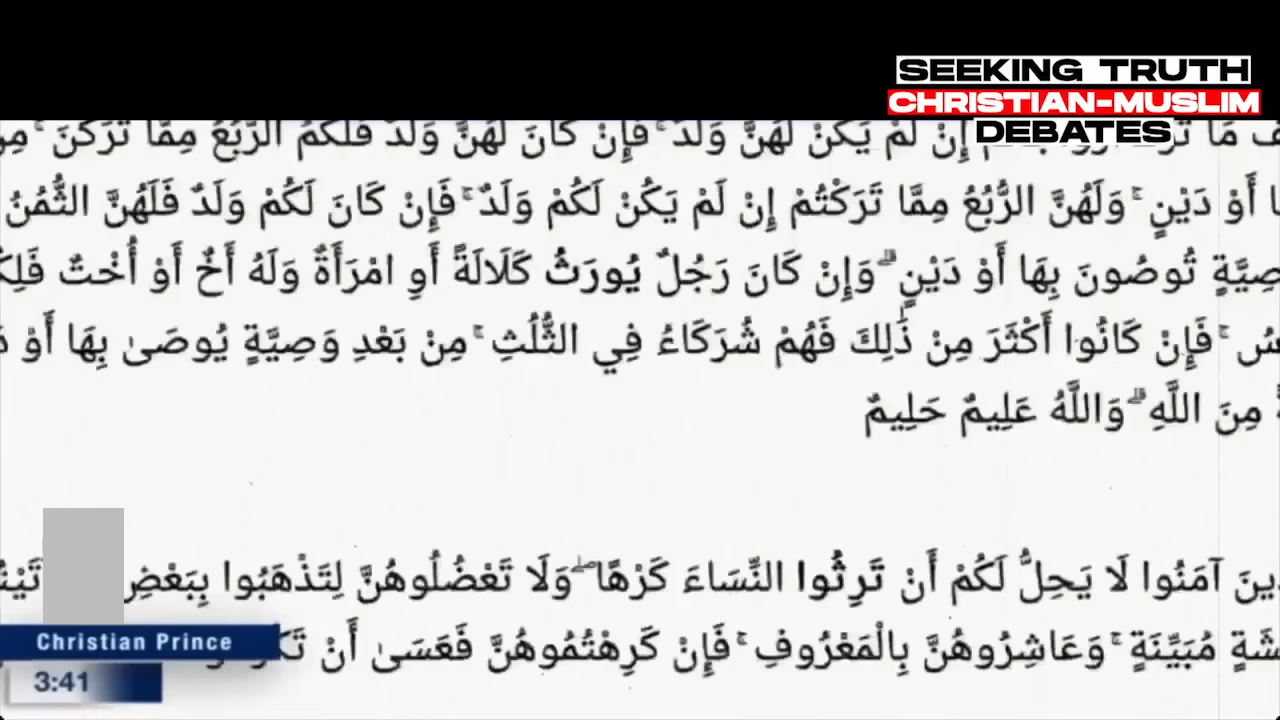 SEEKING TRUTH
CHRISTIAN-MUSLIM
DEBATES
إِنْ لَمْ يَكُنْ لَهُنَّ وَلَدٌ ۚ فَإِنْ كَانَ لَهُنَّ وَلَدٌ فَلَكُمُ الرُّبُعُ مِمَّا تَرَكْنَ ۚ
أَوْ دَيْنٍ ۚ وَلَهُنَّ الرُّبُعُ مِمَّا تَرَكْتُمْ إِنْ لَمْ يَكُنْ لَكُمْ وَلَدٌ ۚ فَإِنْ كَانَ لَكُمْ وَلَدٌ فَلَهُنَّ الثُّمُنُ
تُوصُونَ بِهَا أَوْ دَيْنٍ ۗ وَإِنْ كَانَ رَجُلٌ يُورَثُ كَلَالَةً أَوِ امْرَأَةٌ وَلَهُ أَخٌ أَوْ أُخْتٌ
فَإِنْ كَانُوا أَكْثَرَ مِنْ ذَٰلِكَ فَهُمْ شُرَكَاءُ فِي الثُّلُثِ ۚ مِنْ بَعْدِ وَصِيَّةٍ يُوصَىٰ بِهَا أَوْ
مِنَ اللَّهِ ۗ وَاللَّهُ عَلِيمٌ حَلِيمٌ
آمَنُوا لَا يَحِلُّ لَكُمْ أَنْ تَرِثُوا النِّسَاءَ كَرْهًا ۖ وَلَا تَعْضُلُوهُنَّ لِتَذْهَبُوا بِبَعْضِ
مُبَيِّنَةٍ ۚ وَعَاشِرُوهُنَّ بِالْمَعْرُوفِ ۚ فَإِنْ كَرِهْتُمُوهُنَّ فَعَسَىٰ أَنْ
Christian Prince
3:41